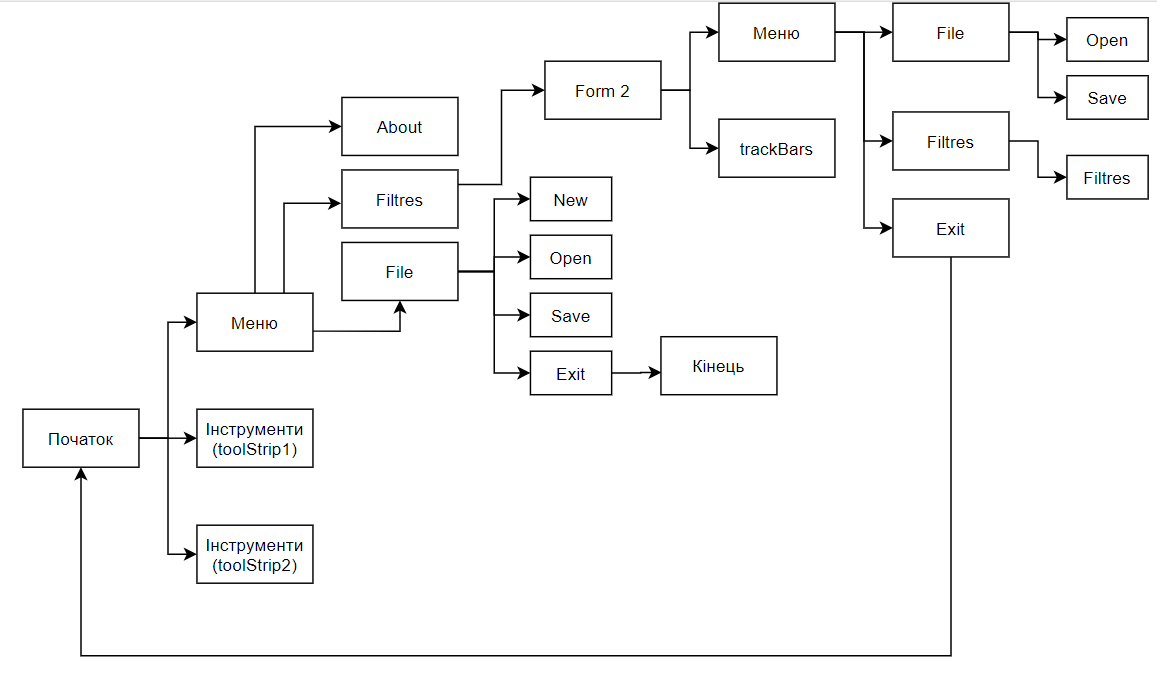 Меню
File
Open
Save
Form 2
About
trackBars
Filtres
Filtres
Filtres
New
Exit
File
Open
Меню
Save
Exit
Кінець
Початок
Інструменти
(toolStrip1)
Інструменти
(toolStrip2)